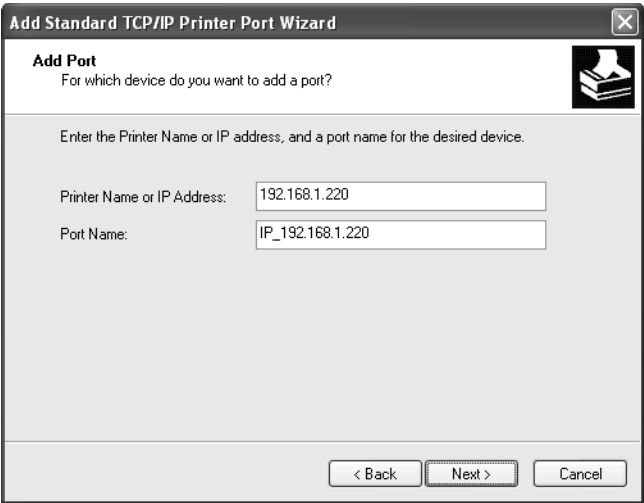 Add Standard TCP/IP Printer Port Wizard
Add Port
For which device do you want to add a port?
Enter the Printer Name or IP address, and a port name for the desired device.
Printer Name or IP Address: 192.168.1.220
Port Name: IP_192.168.1.220
< Back Next > Cancel